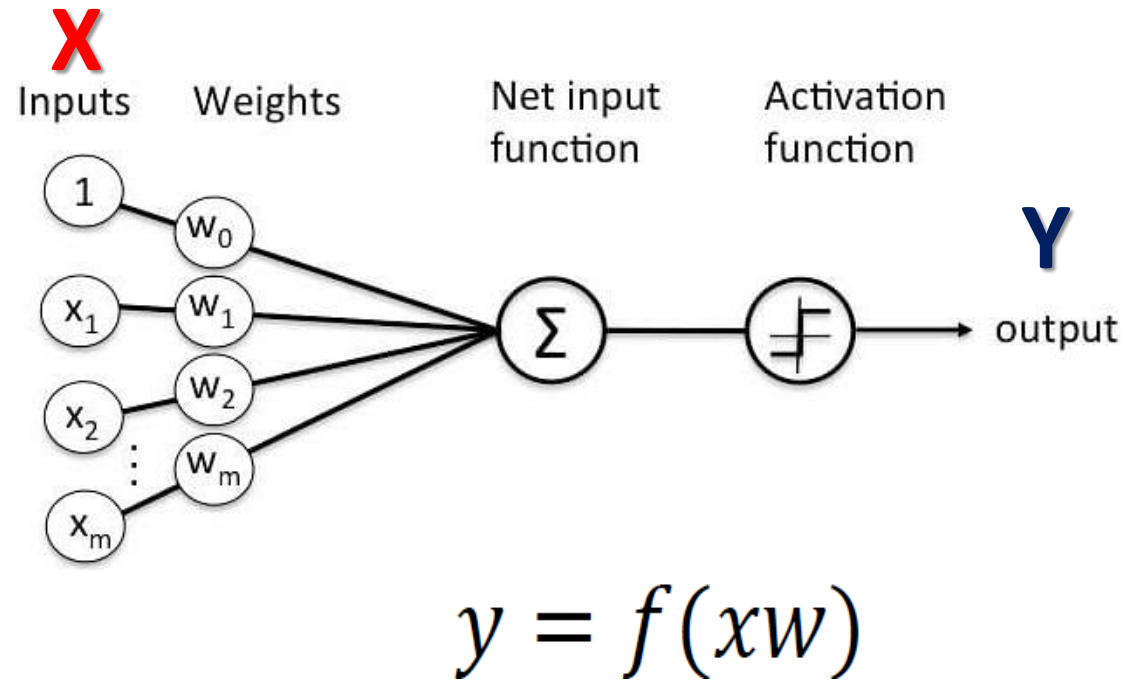 X
Inputs
Weights
Net input
function
Activation
function
1
w₀
x₁
w₁
x₂
w₂
⋮
xₘ
wₘ
Σ
Y
output
y = f(xw)